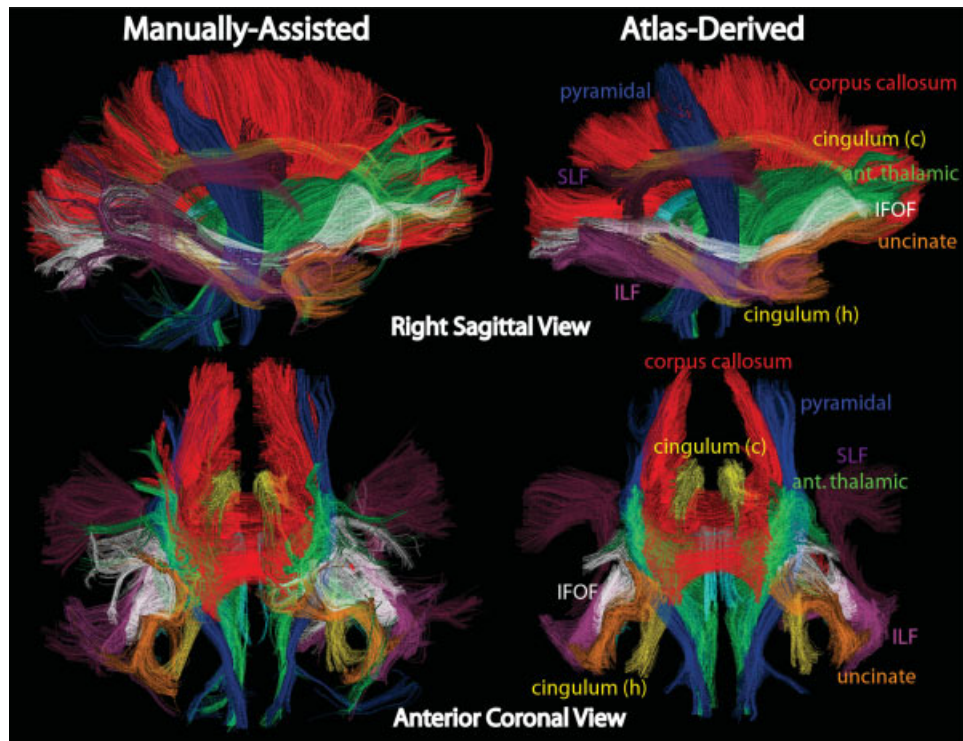 Manually-Assisted
Atlas-Derived
pyramidal
corpus callosum
cingulum (c)
SLF
ant. thalamic
IFOF
uncinate
ILF
cingulum (h)
Right Sagittal View
corpus callosum
pyramidal
cingulum (c)
SLF
ant. thalamic
IFOF
ILF
cingulum (h)
uncinate
Anterior Coronal View